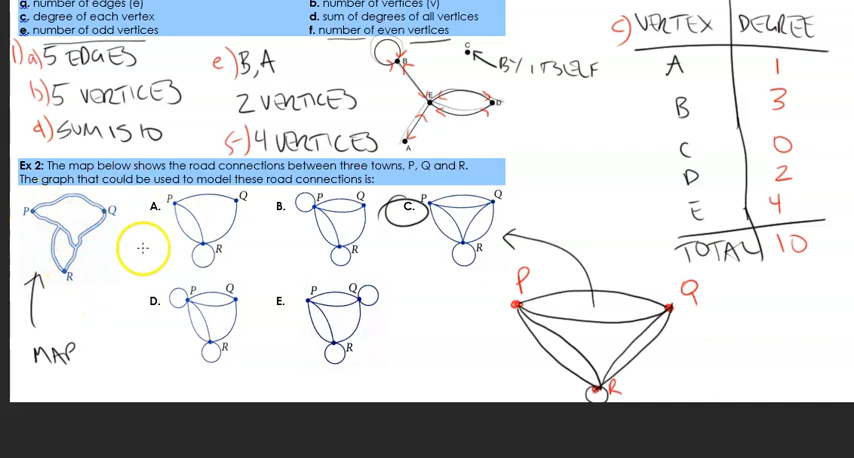 a. number of edges (e)
b. number of vertices (v)
c. degree of each vertex
d. sum of degrees of all vertices
e. number of odd vertices
f. number of even vertices
1) a) 5 EDGES
b) 5 VERTICES
d) SUM IS 10
e) B, A
2 VERTICES
4 VERTICES
B
C
E
D
A
BY ITSELF
c) VERTEX DEGREE
A 1
B 3
C 0
D 2
E 4
TOTAL 10
Ex 2: The map below shows the road connections between three towns, P, Q and R.
The graph that could be used to model these road connections is:
P Q
R
MAP
A. P Q
R
B. P Q
R
C. P Q
R
D. P Q
R
E. P Q
R
P Q
R